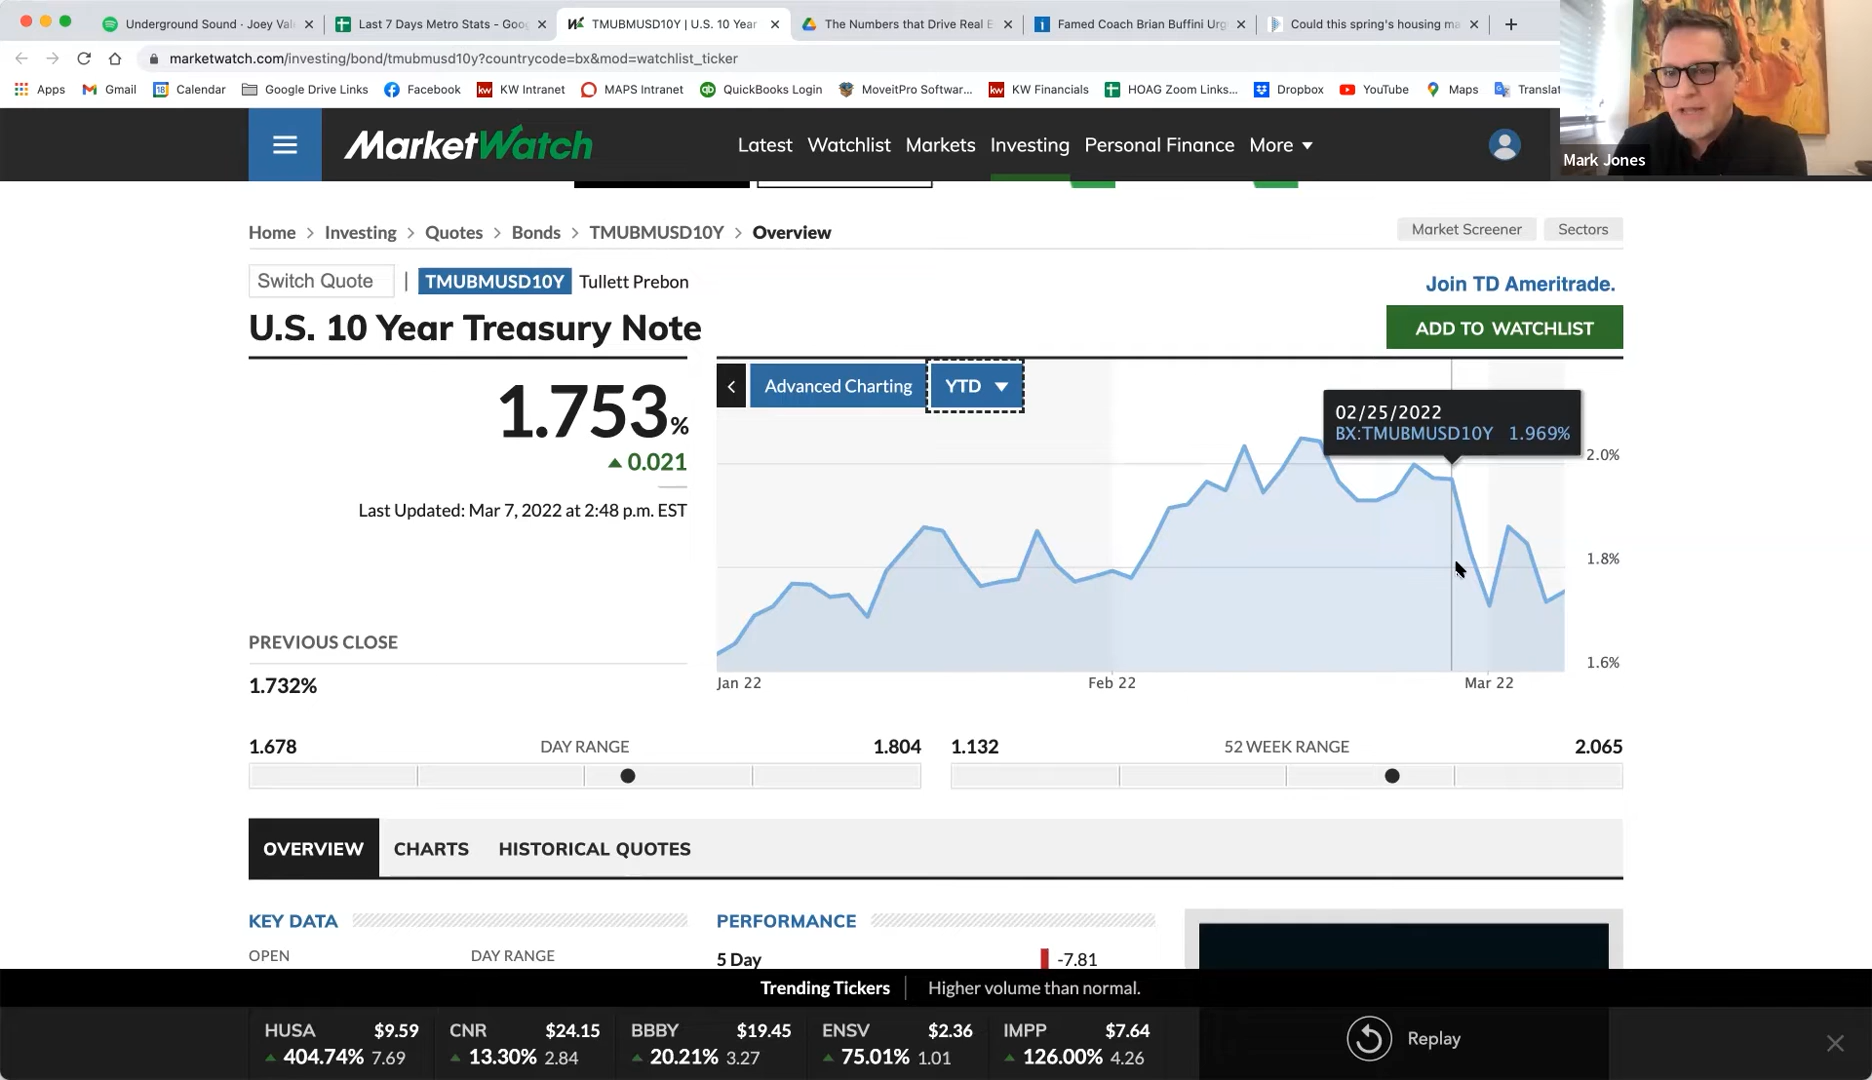 Underground Sound · Joey Val
Last 7 Days Metro Stats - Goog
TMUBMUSD10Y | U.S. 10 Year
The Numbers that Drive Real E
Famed Coach Brian Buffini Urg
Could this spring's housing ma
marketwatch.com/investing/bond/tmubmusd10y?countrycode=bx&mod=watchlist_ticker
Apps Gmail Calendar Google Drive Links Facebook KW Intranet MAPS Intranet QuickBooks Login MoveitPro Softwar... KW Financials HOAG Zoom Links... Dropbox YouTube Maps Translat
Mark Jones
MarketWatch
Latest Watchlist Markets Investing Personal Finance More
Home > Investing > Quotes > Bonds > TMUBMUSD10Y > Overview
Market Screener Sectors
Switch Quote | TMUBMUSD10Y Tullett Prebon
Join TD Ameritrade.
U.S. 10 Year Treasury Note
ADD TO WATCHLIST
1.753%
0.021
Last Updated: Mar 7, 2022 at 2:48 p.m. EST
PREVIOUS CLOSE
1.732%
< Advanced Charting YTD
02/25/2022
BX:TMUBMUSD10Y 1.969%
2.0%
1.8%
1.6%
Jan 22 Feb 22 Mar 22
1.678 DAY RANGE 1.804
1.132 52 WEEK RANGE 2.065
OVERVIEW CHARTS HISTORICAL QUOTES
KEY DATA
OPEN DAY RANGE
PERFORMANCE
5 Day -7.81
Trending Tickers | Higher volume than normal.
HUSA $9.59
404.74% 7.69
CNR $24.15
13.30% 2.84
BBBY $19.45
20.21% 3.27
ENSV $2.36
75.01% 1.01
IMPP $7.64
126.00% 4.26
Replay